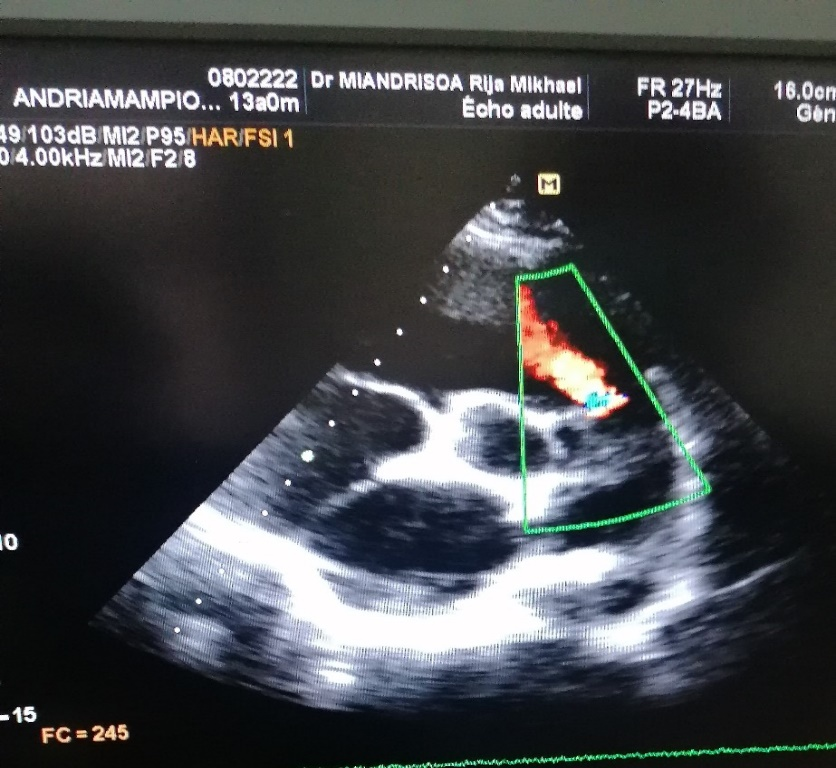 0802222 Dr MIANDRISOA Rija Mikhael FR 27Hz 16.0cm
ANDRIAMAMPIO... 13a0m Écho adulte P2-4BA Gén
49/103dB/MI2/P95/HAR/FSI 1
0/4.00kHz/MI2/F2/8
M
10
-15
FC = 245